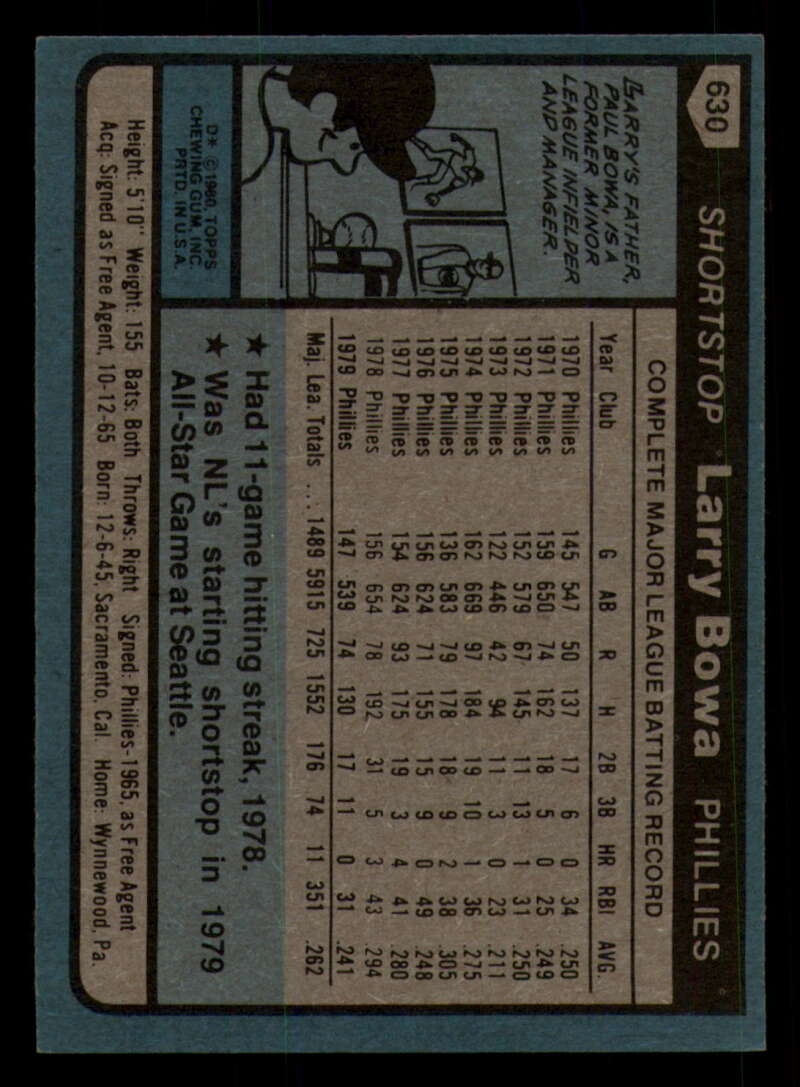 630 SHORTSTOP Larry Bowa PHILLIES
LARRY'S FATHER,
PAUL BOWA, IS A
FORMER MINOR
LEAGUE INFIELDER
AND MANAGER.
D* © 1980 TOPPS
CHEWING GUM, INC.
PRTD. IN U.S.A.
COMPLETE MAJOR LEAGUE BATTING RECORD
Year Club G AB R H 2B 3B HR RBI AVG.
1970 Phillies 145 547 50 137 17 6 0 34 .250
1971 Phillies 159 650 74 162 18 5 0 25 .249
1972 Phillies 152 579 67 145 11 13 1 31 .250
1973 Phillies 122 446 42 94 11 3 0 23 .211
1974 Phillies 162 669 97 184 19 10 1 36 .275
1975 Phillies 136 583 79 178 18 9 2 38 .305
1976 Phillies 156 624 71 155 15 9 0 49 .248
1977 Phillies 154 624 93 175 19 3 4 41 .280
1978 Phillies 156 654 78 192 31 5 3 43 .294
1979 Phillies 147 539 74 130 17 11 0 31 .241
Maj. Lea. Totals ... 1489 5915 725 1552 176 74 11 351 .262
★ Had 11-game hitting streak, 1978.
★ Was NL's starting shortstop in 1979
All-Star Game at Seattle.
Height: 5'10" Weight: 155 Bats: Both Throws: Right Signed: Phillies-1965, as Free Agent
Acq: Signed as Free Agent, 10-12-65 Born: 12-6-45, Sacramento, Cal. Home: Wynnewood, Pa.